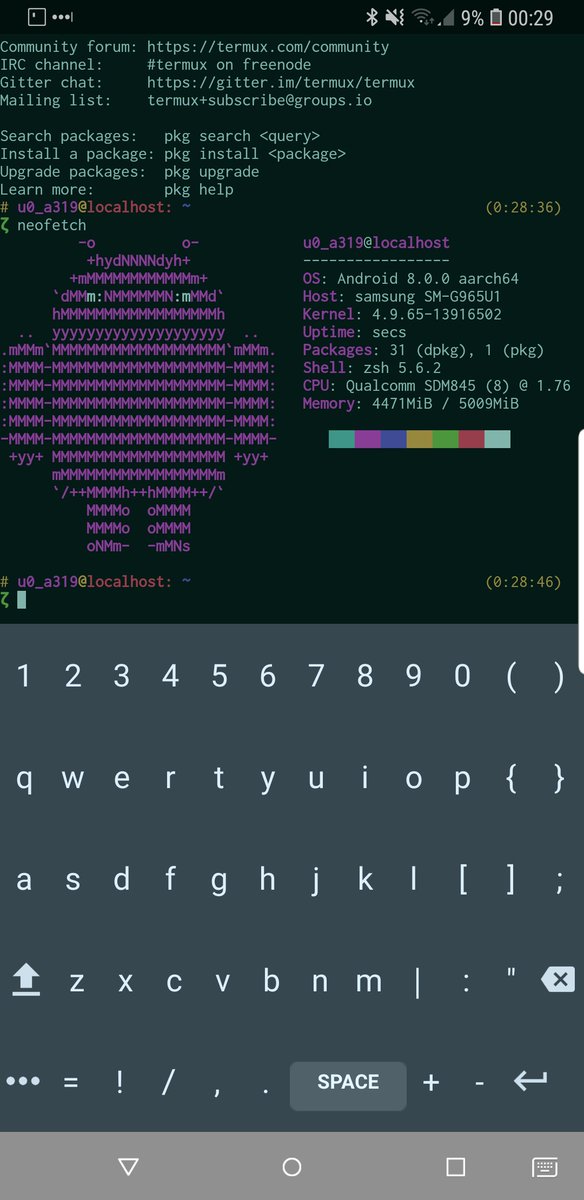 9% 00:29
Community forum: https://termux.com/community
IRC channel:     #termux on freenode
Gitter chat:     https://gitter.im/termux/termux
Mailing list:    termux+subscribe@groups.io
Search packages:   pkg search <query>
Install a package: pkg install <package>
Upgrade packages:  pkg upgrade
Learn more:        pkg help
# u0_a319@localhost: ~ (0:28:36)
ζ neofetch
-o          o-   u0_a319@localhost
+hydNNNNdyh+   -----------------
+mMMMMMMMMMMMMm+   OS: Android 8.0.0 aarch64
`dMMm:NMMMMMMN:mMMd`   Host: samsung SM-G965U1
hMMMMMMMMMMMMMMMMMMh   Kernel: 4.9.65-13916502
..  yyyyyyyyyyyyyyyyyyyy  ..   Uptime: secs
.mMMm`MMMMMMMMMMMMMMMMMMMM`mMMm.   Packages: 31 (dpkg), 1 (pkg)
:MMMM-MMMMMMMMMMMMMMMMMMMM-MMMM:   Shell: zsh 5.6.2
:MMMM-MMMMMMMMMMMMMMMMMMMM-MMMM:   CPU: Qualcomm SDM845 (8) @ 1.76
:MMMM-MMMMMMMMMMMMMMMMMMMM-MMMM:   Memory: 4471MiB / 5009MiB
:MMMM-MMMMMMMMMMMMMMMMMMMM-MMMM:
-MMMM-MMMMMMMMMMMMMMMMMMMM-MMMM-
+yy+ MMMMMMMMMMMMMMMMMMMM +yy+
mMMMMMMMMMMMMMMMMMMm
`/++MMMMh++hMMMM++/`
MMMMo  oMMMM
MMMMo  oMMMM
oNMm-  -mMNs
# u0_a319@localhost: ~ (0:28:46)
ζ
1 2 3 4 5 6 7 8 9 0 ( )
q w e r t y u i o p { }
a s d f g h j k l [ ] ;
z x c v b n m | : "
••• = ! / , . SPACE + -